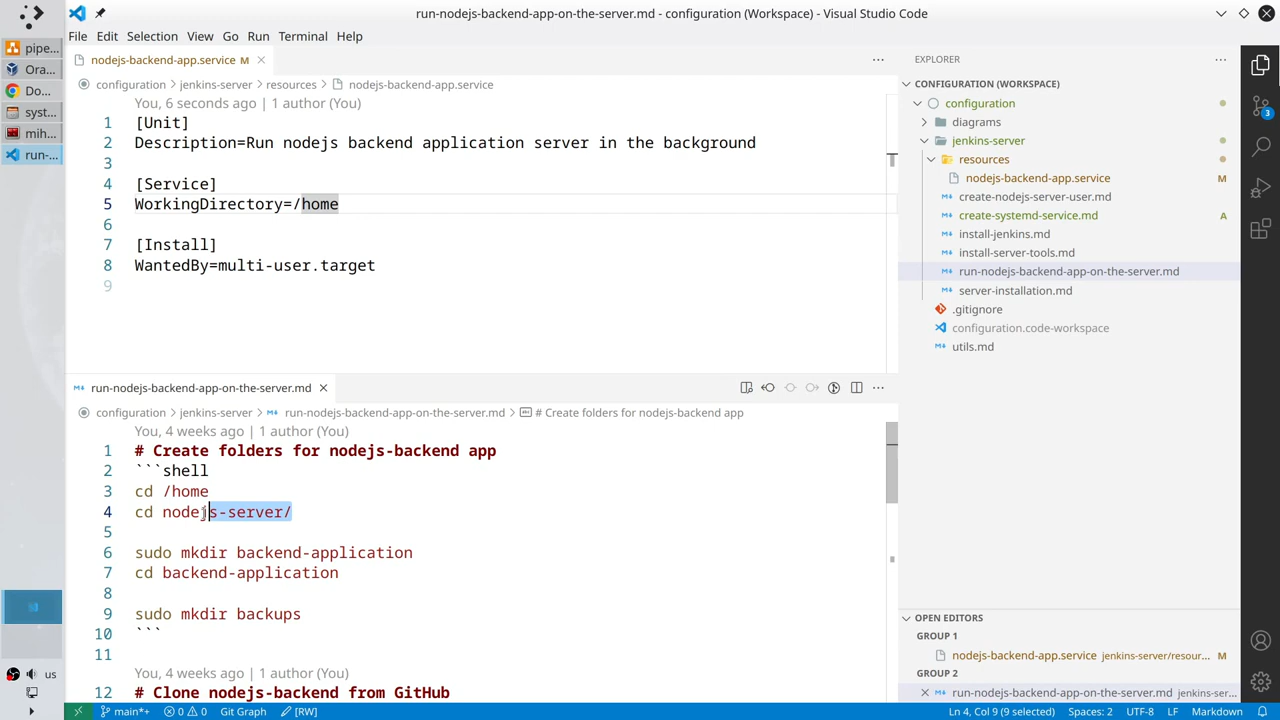 run-nodejs-backend-app-on-the-server.md - configuration (Workspace) - Visual Studio Code
File Edit Selection View Go Run Terminal Help
pipe...
Ora...
Do...
syst...
mih...
run-...
us
nodejs-backend-app.service M
configuration > jenkins-server > resources > nodejs-backend-app.service
You, 6 seconds ago | 1 author (You)
1 [Unit]
2 Description=Run nodejs backend application server in the background
3
4 [Service]
5 WorkingDirectory=/home
6
7 [Install]
8 WantedBy=multi-user.target
9
run-nodejs-backend-app-on-the-server.md
configuration > jenkins-server > run-nodejs-backend-app-on-the-server.md > # Create folders for nodejs-backend app
You, 4 weeks ago | 1 author (You)
1 # Create folders for nodejs-backend app
2 ```shell
3 cd /home
4 cd nodejs-server/
5
6 sudo mkdir backend-application
7 cd backend-application
8
9 sudo mkdir backups
10 ```
11
You, 4 weeks ago | 1 author (You)
12 # Clone nodejs-backend from GitHub
EXPLORER
CONFIGURATION (WORKSPACE)
configuration
diagrams
jenkins-server
resources
nodejs-backend-app.service M
create-nodejs-server-user.md
create-systemd-service.md A
install-jenkins.md
install-server-tools.md
run-nodejs-backend-app-on-the-server.md
server-installation.md
.gitignore
configuration.code-workspace
utils.md
OPEN EDITORS
GROUP 1
nodejs-backend-app.service jenkins-server/resour... M
GROUP 2
run-nodejs-backend-app-on-the-server.md jenkins-ser...
3
main*+ 0 0 Git Graph [RW] Ln 4, Col 9 (9 selected) Spaces: 2 UTF-8 LF Markdown